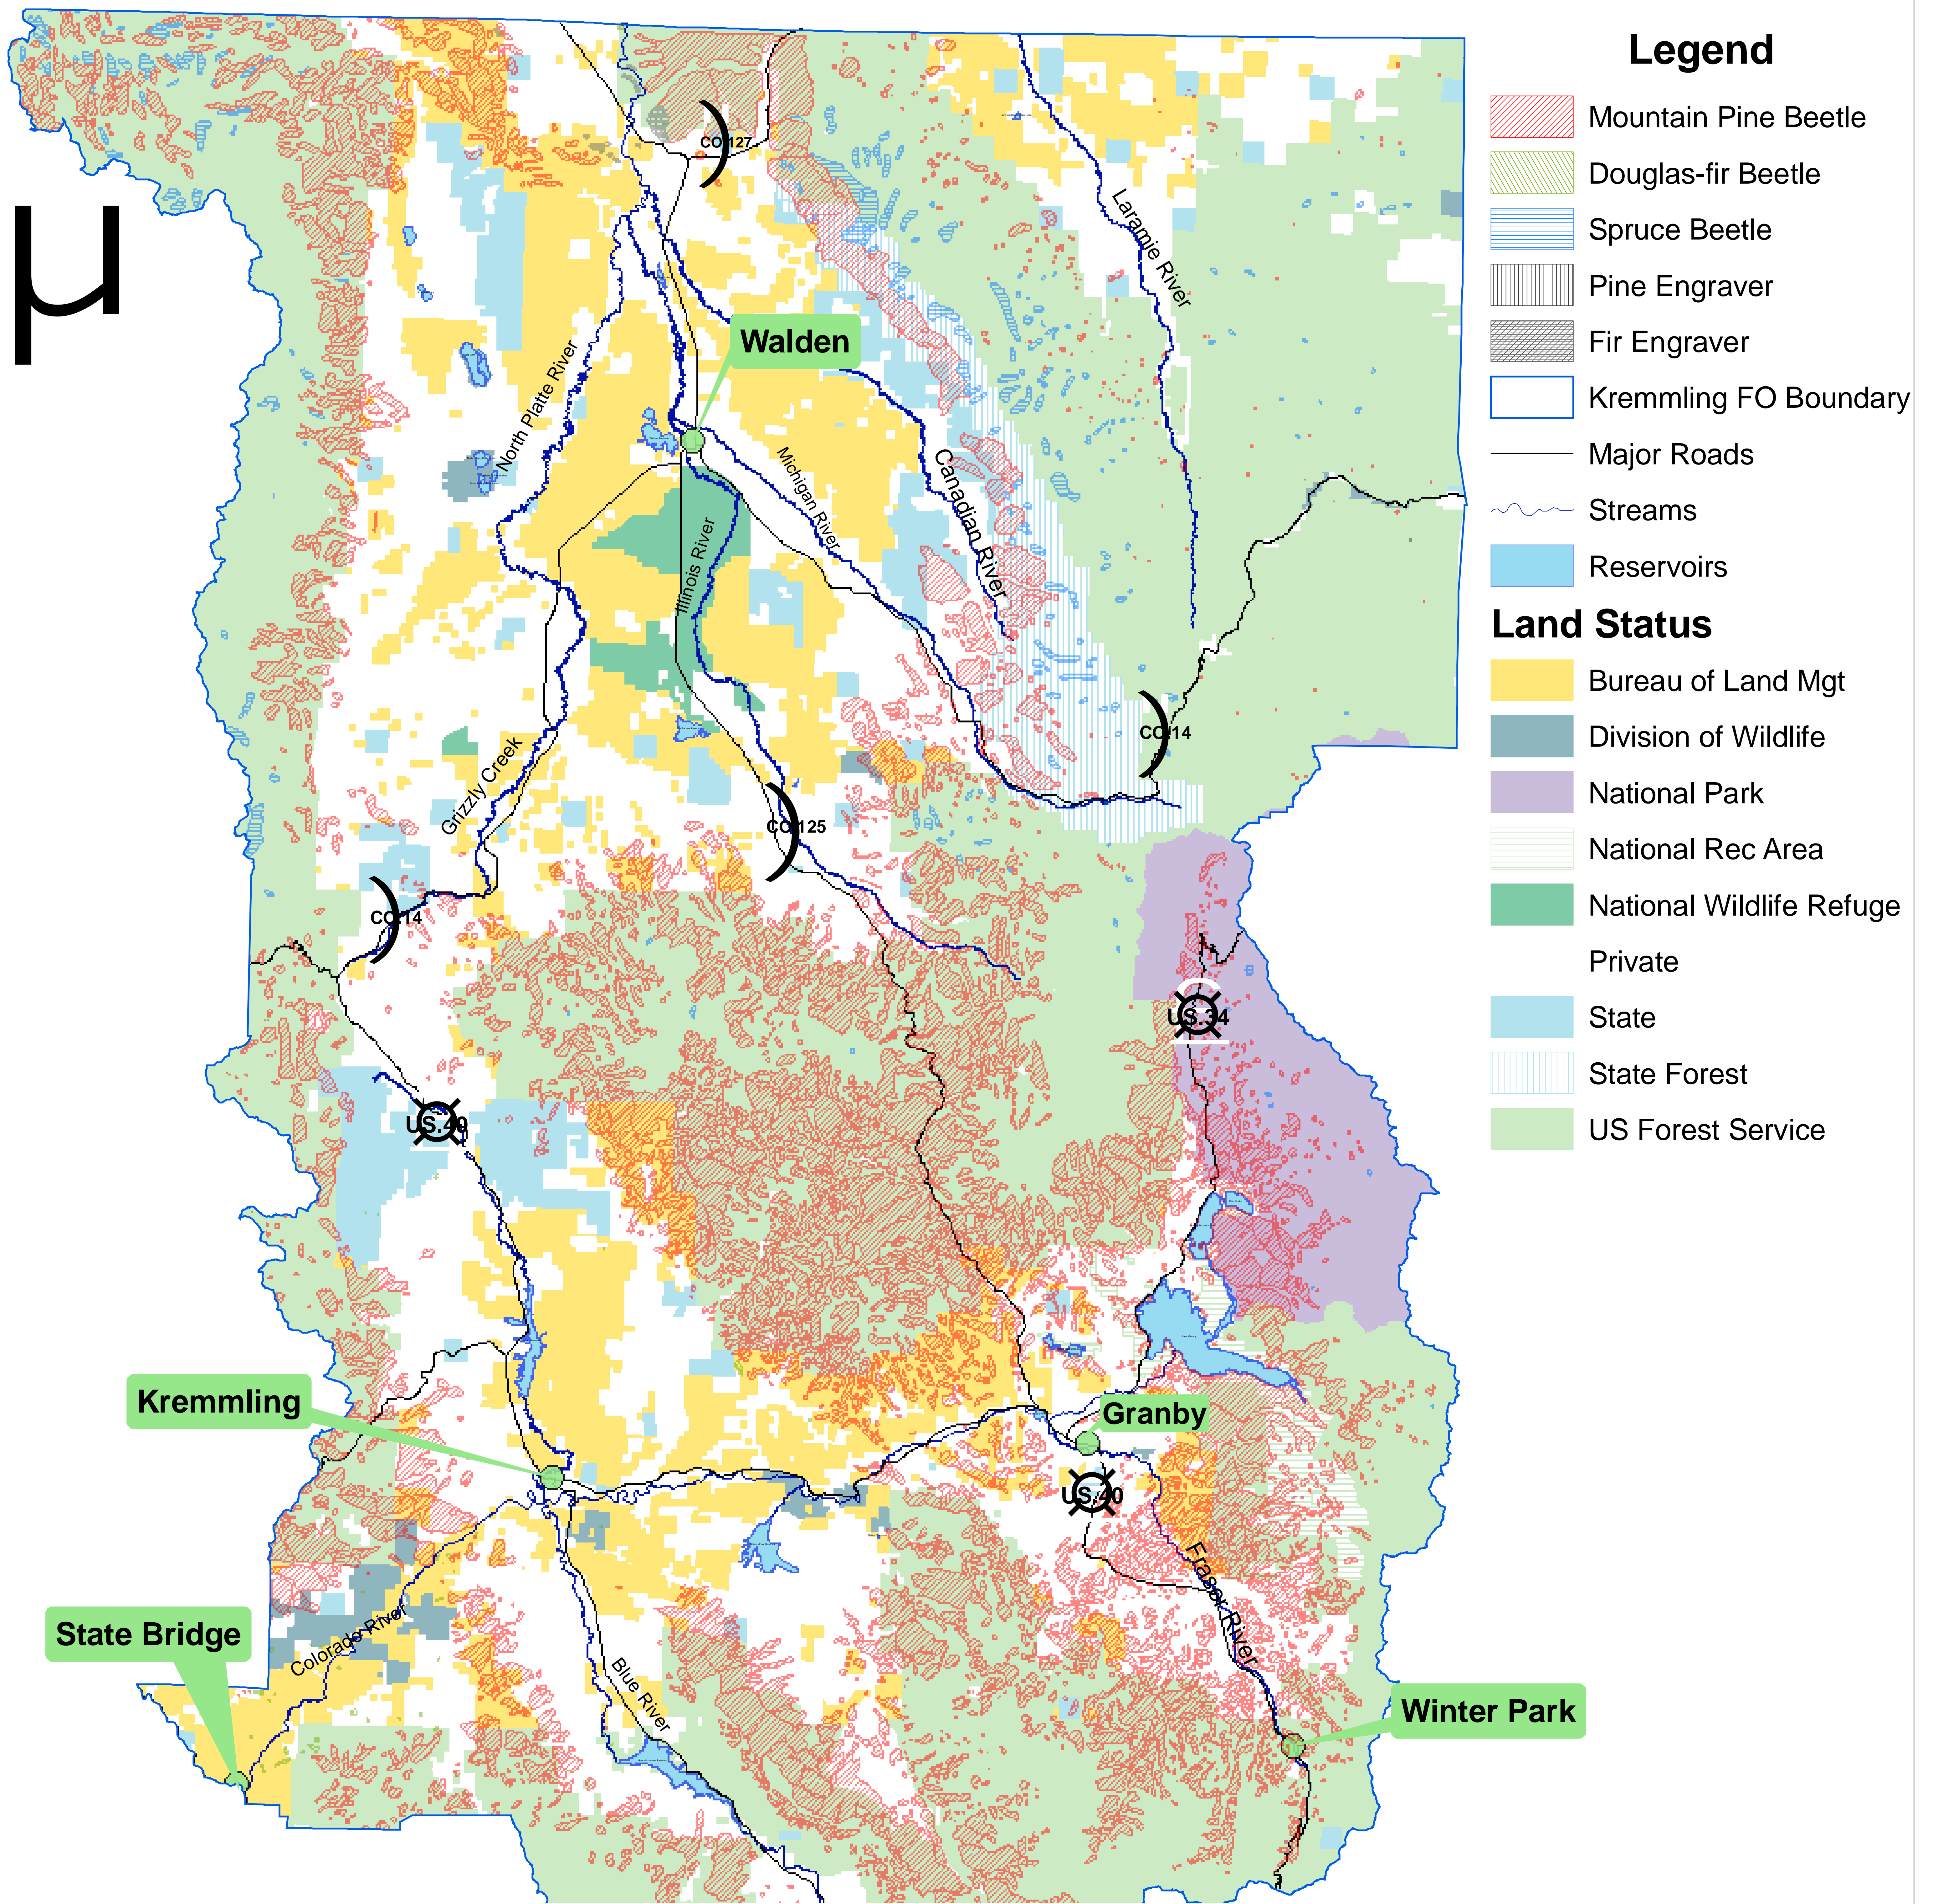 Legend
Mountain Pine Beetle
Douglas-fir Beetle
Spruce Beetle
Pine Engraver
Fir Engraver
Kremmling FO Boundary
Major Roads
Streams
Reservoirs
Land Status
Bureau of Land Mgt
Division of Wildlife
National Park
National Rec Area
National Wildlife Refuge
Private
State
State Forest
US Forest Service
µ
CO.127
Laramie River
Walden
North Platte River
Michigan River
Canadian River
Illinois River
CO.14
Grizzly Creek
CO.125
CO.14
US.34
US.40
Kremmling
Granby
US.40
Fraser River
State Bridge
Colorado River
Blue River
Winter Park